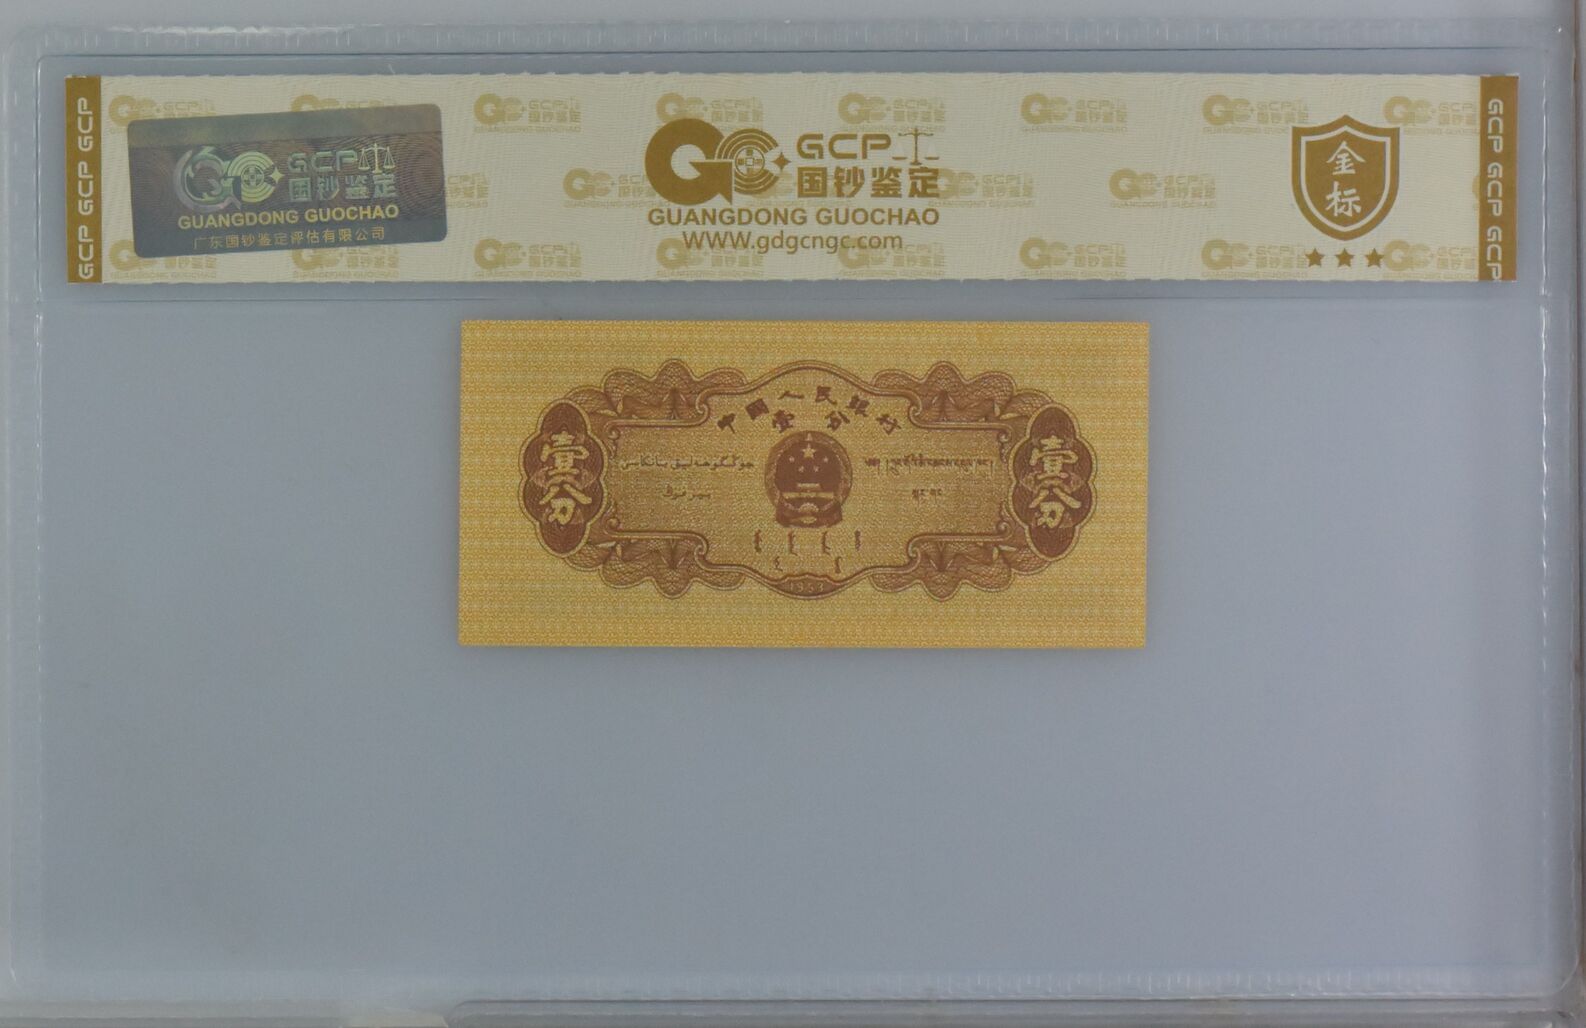 GCP GCP GCP
GCP
国钞鉴定
GUANGDONG GUOCHAO
广东国钞鉴定评估有限公司
GCP
国钞鉴定
GUANGDONG GUOCHAO
WWW.gdgcngc.com
金
标
GCP GCP GCP
中国人民银行
壹分
壹分
壹分
1953